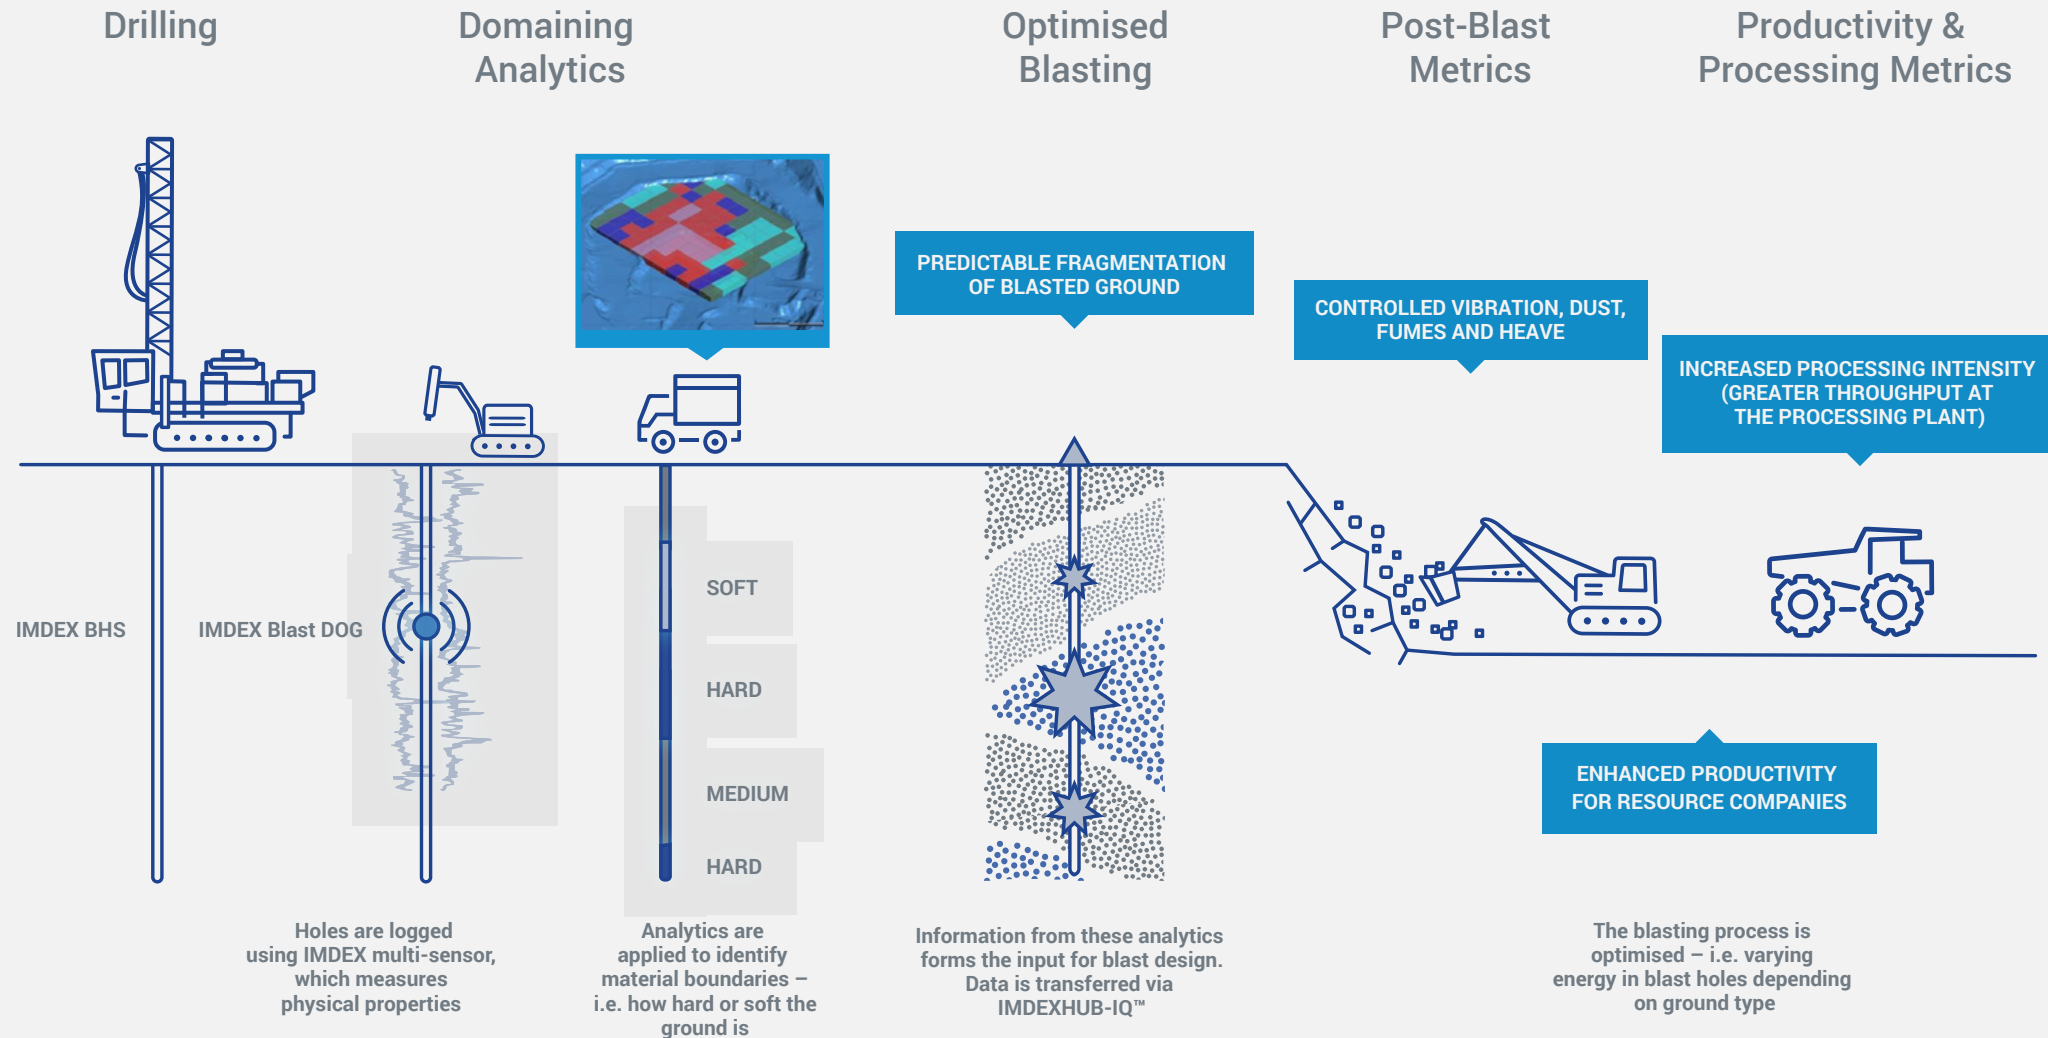 Drilling
Domaining
Analytics
Optimised
Blasting
Post-Blast
Metrics
Productivity &
Processing Metrics
PREDICTABLE FRAGMENTATION
OF BLASTED GROUND
CONTROLLED VIBRATION, DUST,
FUMES AND HEAVE
INCREASED PROCESSING INTENSITY
(GREATER THROUGHPUT AT
THE PROCESSING PLANT)
IMDEX BHS
IMDEX Blast DOG
SOFT
HARD
MEDIUM
HARD
ENHANCED PRODUCTIVITY
FOR RESOURCE COMPANIES
Holes are logged
using IMDEX multi-sensor,
which measures
physical properties
Analytics are
applied to identify
material boundaries –
i.e. how hard or soft the
ground is
Information from these analytics
forms the input for blast design.
Data is transferred via
IMDEXHUB-IQ™
The blasting process is
optimised – i.e. varying
energy in blast holes depending
on ground type